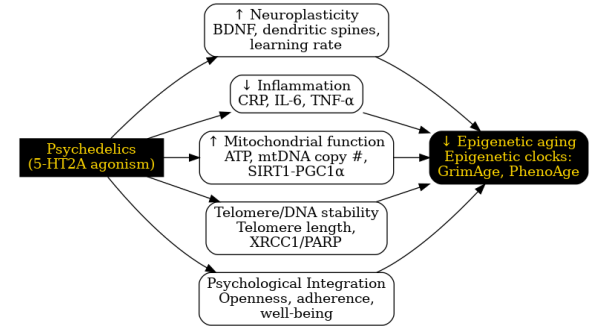 ↑ Neuroplasticity
BDNF, dendritic spines,
learning rate
↓ Inflammation
CRP, IL-6, TNF-α
Psychedelics
(5-HT2A agonism)
↑ Mitochondrial function
ATP, mtDNA copy #,
SIRT1-PGC1α
↓ Epigenetic aging
Epigenetic clocks:
GrimAge, PhenoAge
Telomere/DNA stability
Telomere length,
XRCC1/PARP
Psychological Integration
Openness, adherence,
well-being